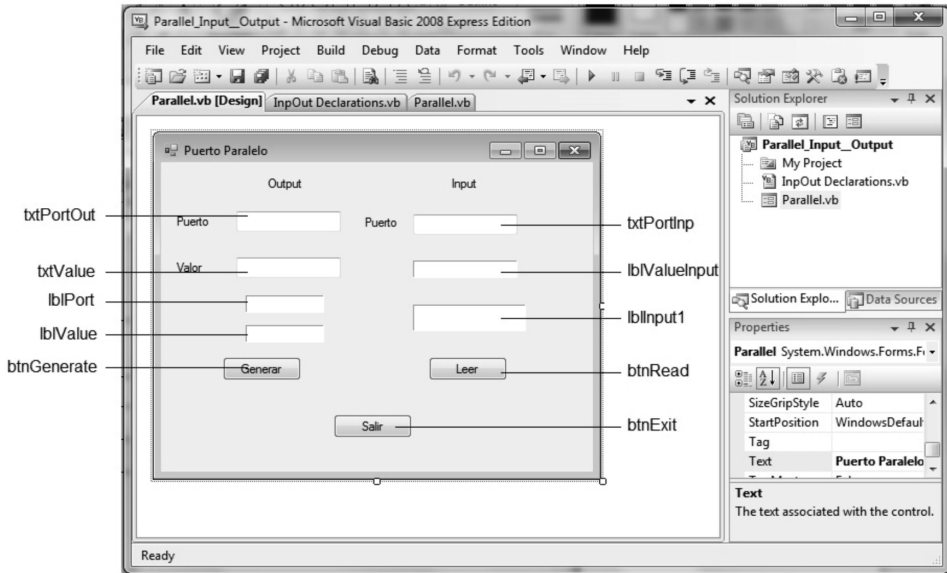 Parallel_Input__Output - Microsoft Visual Basic 2008 Express Edition
File Edit View Project Build Debug Data Format Tools Window Help
Parallel.vb [Design] InpOut Declarations.vb Parallel.vb
Solution Explorer
Parallel_Input__Output
My Project
InpOut Declarations.vb
Parallel.vb
Puerto Paralelo
Output Input
txtPortOut Puerto Puerto txtPortInp
txtValue Valor lblValueInput
lblPort
lblInput1
lblValue
btnGenerate Generar Leer btnRead
Salir btnExit
Solution Explo... Data Sources
Properties
Parallel System.Windows.Forms.F
SizeGripStyle Auto
StartPosition WindowsDefault
Tag
Text Puerto Paralelo
Text
The text associated with the control.
Ready